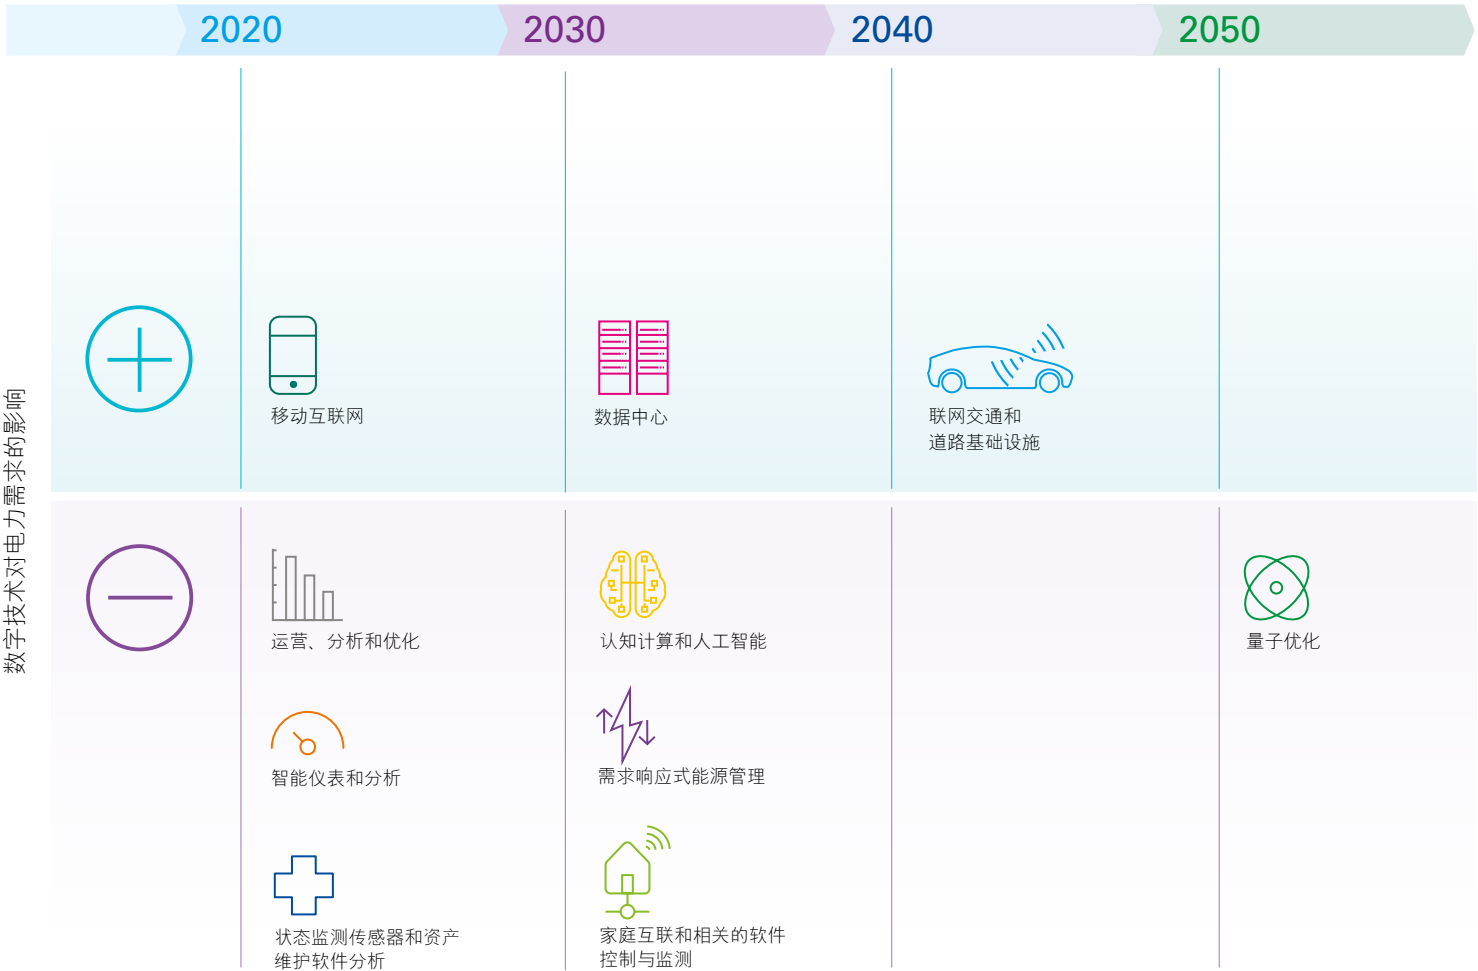 2020
2030
2040
2050
数字技术对电力需求的影响
移动互联网
数据中心
联网交通和
道路基础设施
运营、分析和优化
认知计算和人工智能
量子优化
智能仪表和分析
需求响应式能源管理
状态监测传感器和资产
维护软件分析
家庭互联和相关的软件
控制与监测